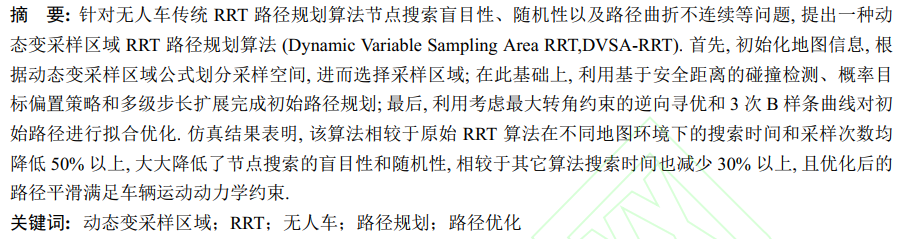 摘　要: 针对无人车传统 RRT 路径规划算法节点搜索盲目性、随机性以及路径曲折不连续等问题, 提出一种动
态变采样区域 RRT 路径规划算法 (Dynamic Variable Sampling Area RRT,DVSA-RRT). 首先, 初始化地图信息, 根
据动态变采样区域公式划分采样空间, 进而选择采样区域; 在此基础上, 利用基于安全距离的碰撞检测、概率目
标偏置策略和多级步长扩展完成初始路径规划; 最后, 利用考虑最大转角约束的逆向寻优和 3 次 B 样条曲线对初
始路径进行拟合优化. 仿真结果表明, 该算法相较于原始 RRT 算法在不同地图环境下的搜索时间和采样次数均
降低 50% 以上, 大大降低了节点搜索的盲目性和随机性, 相较于其它算法搜索时间也减少 30% 以上, 且优化后的
路径平滑满足车辆运动动力学约束.
关键词: 动态变采样区域；RRT；无人车；路径规划；路径优化